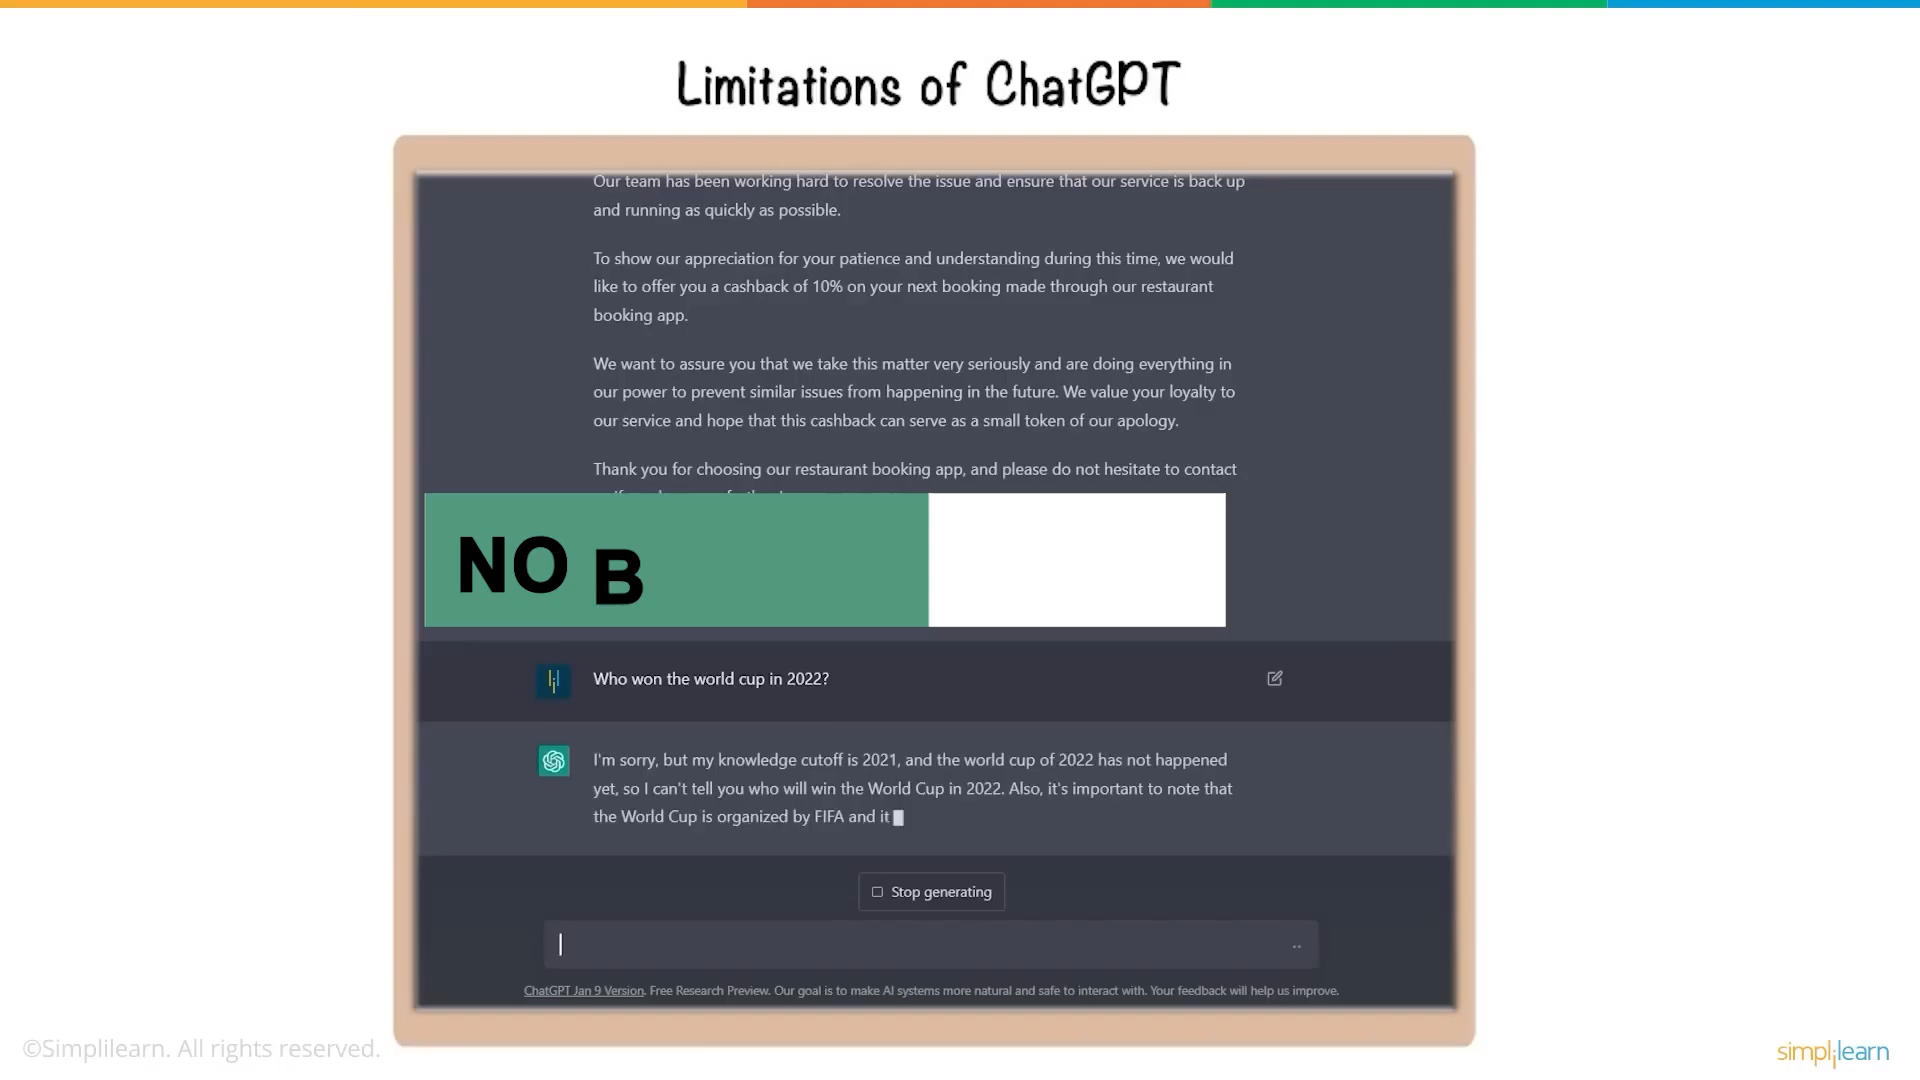 Limitations of ChatGPT
Our team has been working hard to resolve the issue and ensure that our service is back up
and running as quickly as possible.
To show our appreciation for your patience and understanding during this time, we would
like to offer you a cashback of 10% on your next booking made through our restaurant
booking app.
We want to assure you that we take this matter very seriously and are doing everything in
our power to prevent similar issues from happening in the future. We value your loyalty to
our service and hope that this cashback can serve as a small token of our apology.
Thank you for choosing our restaurant booking app, and please do not hesitate to contact
NO B
Who won the world cup in 2022?
I'm sorry, but my knowledge cutoff is 2021, and the world cup of 2022 has not happened
yet, so I can't tell you who will win the World Cup in 2022. Also, it's important to note that
the World Cup is organized by FIFA and it
Stop generating
ChatGPT Jan 9 Version. Free Research Preview. Our goal is to make AI systems more natural and safe to interact with. Your feedback will help us improve.
©Simplilearn. All rights reserved.
simplilearn